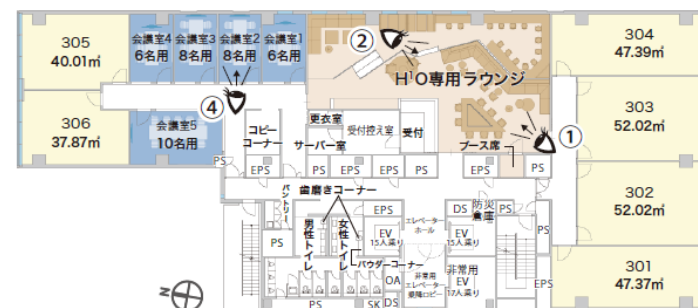 305
40.01㎡
会議室4
6名用
会議室3
8名用
会議室2
8名用
会議室1
6名用
②
H¹O専用ラウンジ
304
47.39㎡
306
37.87㎡
会議室5
10名用
④
コピー
コーナー
更衣室
サーバー室
受付控え室
受付
①
ブース席
303
52.02㎡
PS
EPS
PS
EPS
EPS
PS
PS
EPS
PS
パントリー
歯磨きコーナー
302
52.02㎡
PS
男性トイレ
女性トイレ
EPS
EV
15人乗り
エレベーター
ホール
DS
防災
倉庫
PS
EV
15人乗り
PS
パウダーコーナー
OA
非常用
エレベーター
乗降ロビー
非常用
EV
17人乗り
EPS
301
47.37㎡
N
PS
SK
DS